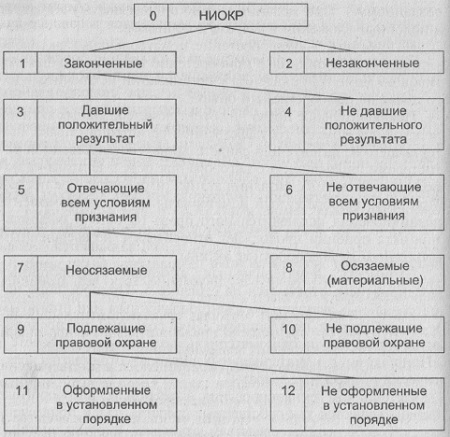 0 НИОКР
1 Законченные
2 Незаконченные
3 Давшие
положительный
результат
4 Не давшие
положительного
результата
5 Отвечающие
всем условиям
признания
6 Не отвечающие
всем условиям
признания
7 Неосязаемые
8 Осязаемые
(материальные)
9 Подлежащие
правовой охране
10 Не подлежащие
правовой охране
11 Оформленные
в установленном
порядке
12 Не оформленные
в установленном
порядке